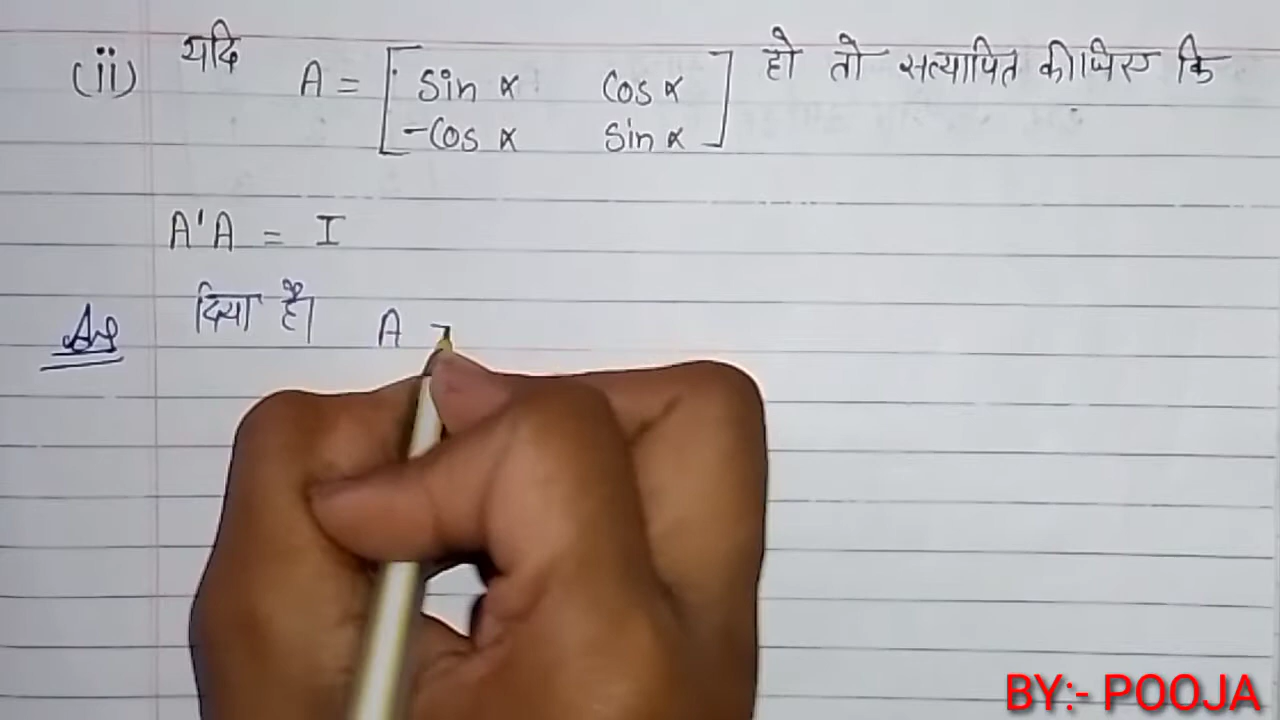 (ii) यदि A = [ sin α cos α ] हो तो सत्यापित कीजिए कि
-cos α sin α
A'A = I
Ans दिया है। A =
BY:- POOJA